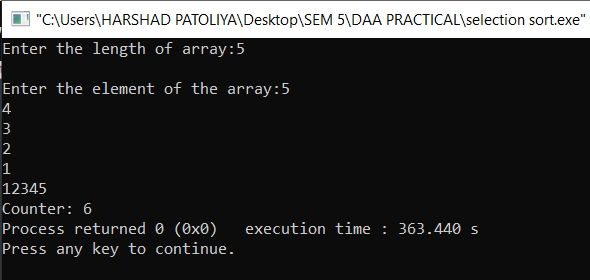 "C:\Users\HARSHAD PATOLIYA\Desktop\SEM 5\DAA PRACTICAL\selection sort.exe"
Enter the length of array:5
Enter the element of the array:5
4
3
2
1
12345
Counter: 6
Process returned 0 (0x0)   execution time : 363.440 s
Press any key to continue.